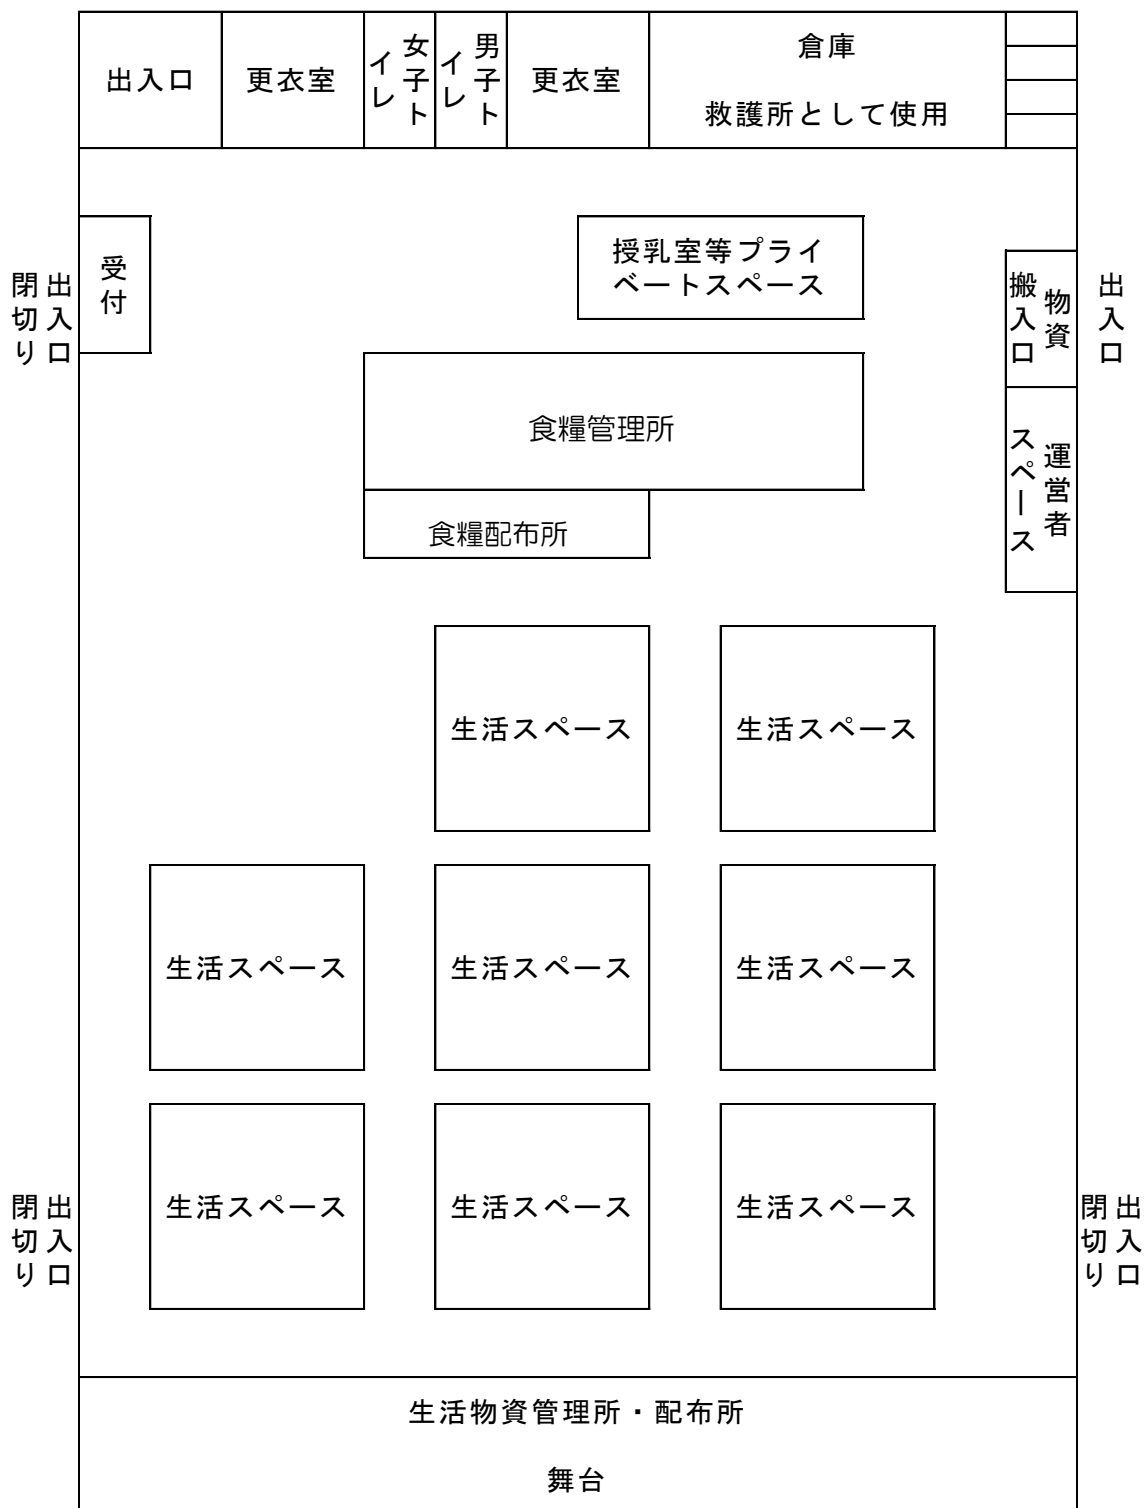 出入口
更衣室
女子ト
イレ
男子ト
イレ
更衣室
倉庫
救護所として使用
出入口
閉切り
受付
授乳室等プライ
ベートスペース
物資
搬入口
出入口
食糧管理所
運営者
スペース
食糧配布所
生活スペース
生活スペース
生活スペース
生活スペース
生活スペース
出入口
閉切り
生活スペース
生活スペース
生活スペース
出入口
閉切り
生活物資管理所・配布所
舞台